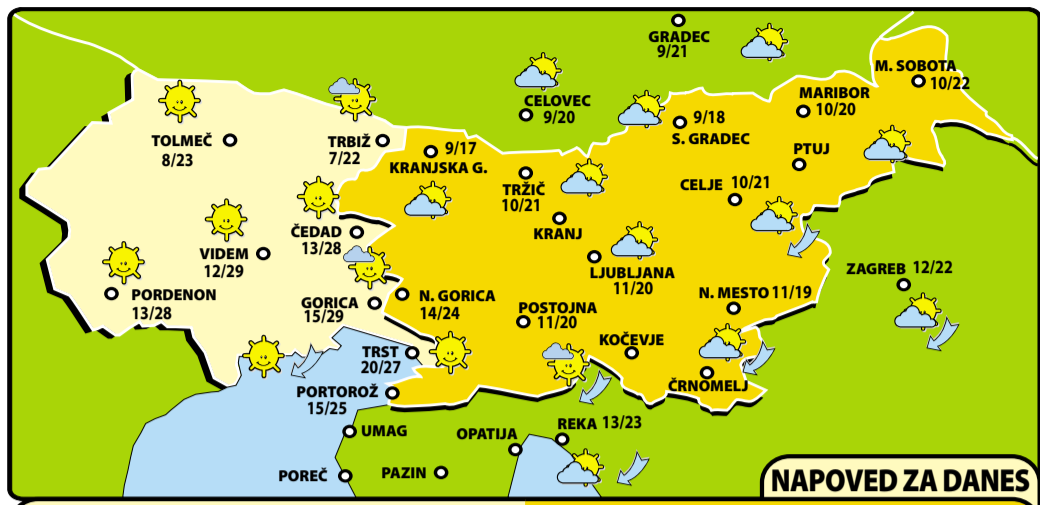 GRADEC
9/21
M. SOBOTA
10/22
CELOVEC
9/20
MARIBOR
10/20
9/18
S. GRADEC
TOLMEČ
8/23
TRBIŽ
7/22
9/17
KRANJSKA G.
PTUJ
TRŽIČ
10/21
CELJE 10/21
KRANJ
ČEDAD
13/28
VIDEM
12/29
LJUBLJANA
11/20
ZAGREB 12/22
PORDENON
13/28
GORICA
15/29
N. GORICA
14/24
POSTOJNA
11/20
N. MESTO 11/19
KOČEVJE
TRST
20/27
ČRNOMELJ
PORTOROŽ
15/25
UMAG
OPATIJA
REKA 13/23
POREČ
PAZIN
NAPOVED ZA DANES